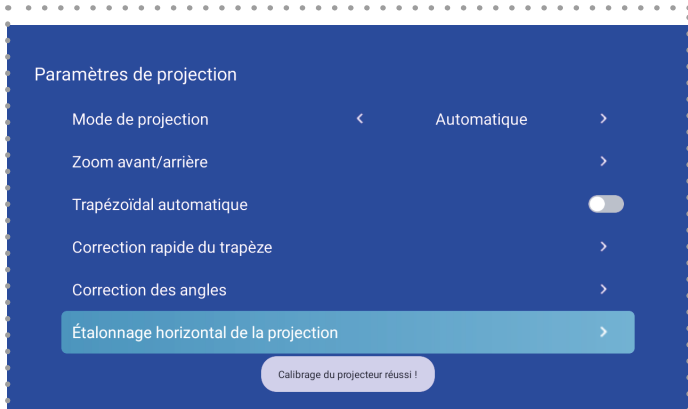 Paramètres de projection
Mode de projection < Automatique >
Zoom avant/arrière >
Trapézoïdal automatique
Correction rapide du trapèze >
Correction des angles >
Étalonnage horizontal de la projection >
Calibrage du projecteur réussi !